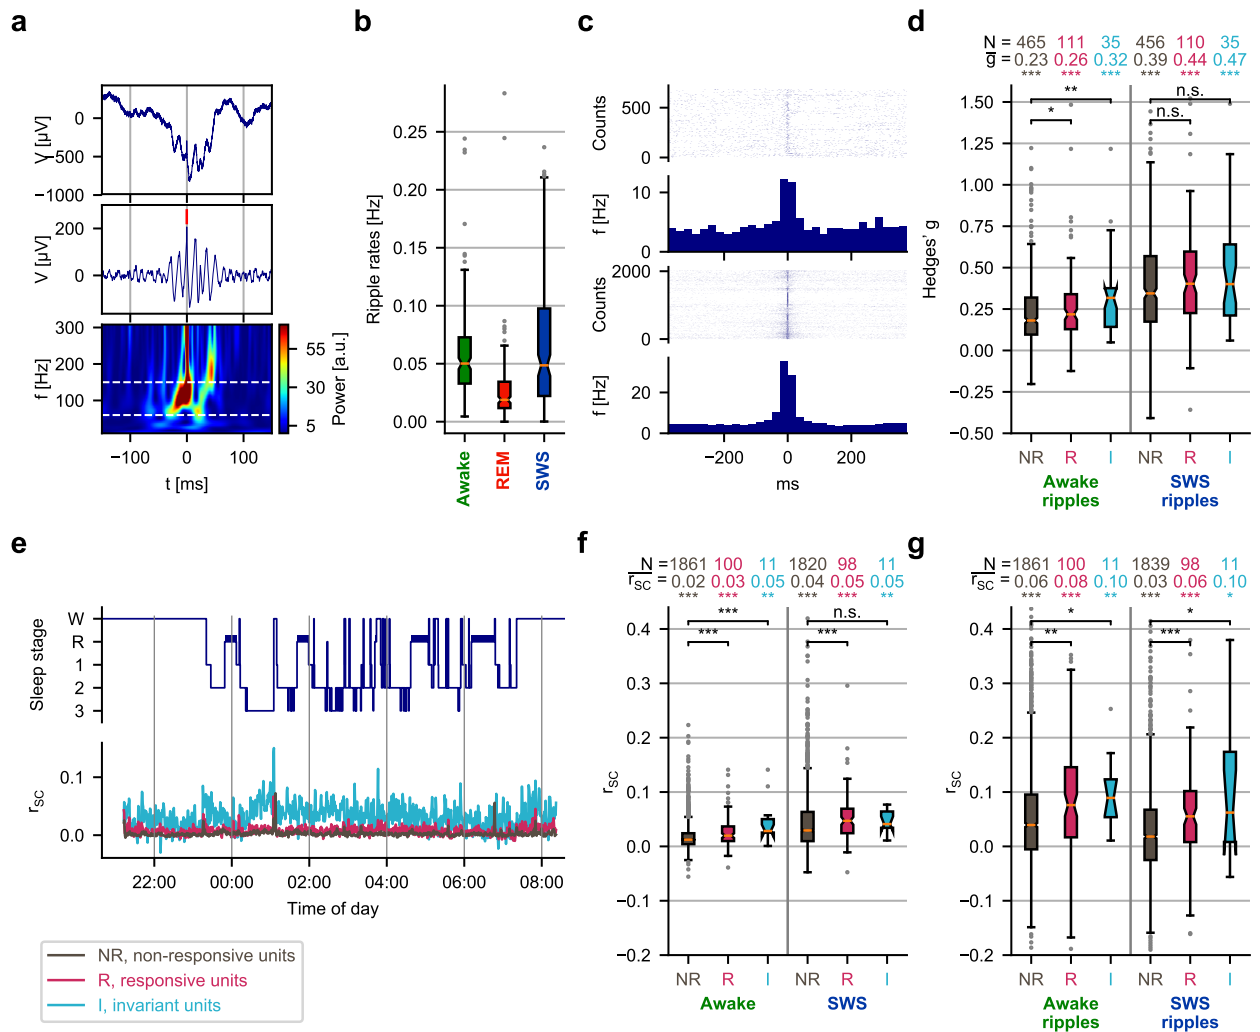 a
0
−500
−1000
V [µV]
200
0
V [µV]
300
200
100
f [Hz]
55
30
5
Power [a.u.]
−100 0 100
t [ms]
b
0.25
0.20
0.15
0.10
0.05
0.00
Ripple rates [Hz]
Awake
REM
SWS
c
500
0
Counts
10
0
f [Hz]
2000
0
Counts
20
0
f [Hz]
−200 0 200
ms
d
N = 465 111 35 456 110 35
g = 0.23 0.26 0.32 0.39 0.44 0.47
*** *** *** *** *** ***
** n.s.
* n.s.
1.50
1.25
1.00
0.75
0.50
0.25
0.00
−0.25
−0.50
Hedges’ g
NR R I NR R I
Awake ripples
SWS ripples
e
W
R
1
2
3
Sleep stage
0.1
0.0
rSC
22:00 00:00 02:00 04:00 06:00 08:00
Time of day
NR, non-responsive units
R, responsive units
I, invariant units
f
N = 1861 100 11 1820 98 11
rSC = 0.02 0.03 0.05 0.04 0.05 0.05
*** *** ** *** *** **
*** n.s.
*** ***
0.4
0.3
0.2
0.1
0.0
−0.1
−0.2
rSC
NR R I NR R I
Awake SWS
g
N = 1861 100 11 1839 98 11
rSC = 0.06 0.08 0.10 0.03 0.06 0.10
*** *** ** *** *** *
* *
** ***
0.4
0.3
0.2
0.1
0.0
−0.1
−0.2
rSC
NR R I NR R I
Awake ripples
SWS ripples